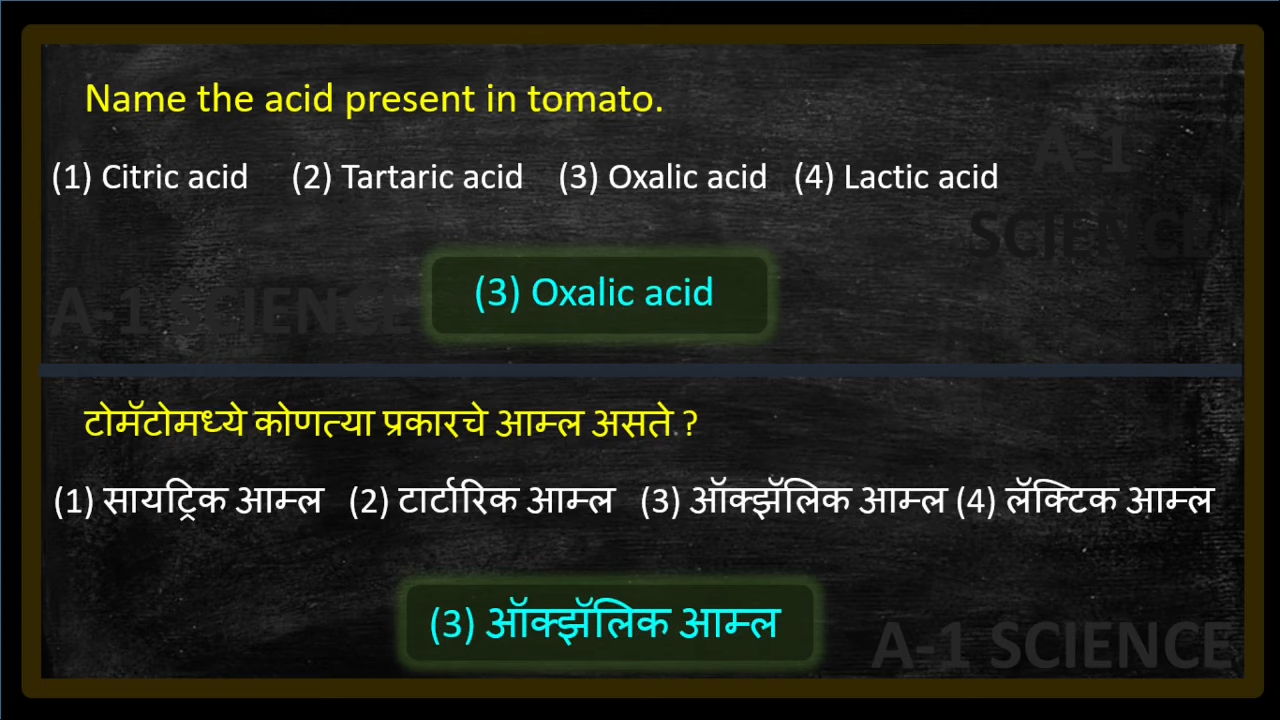 Name the acid present in tomato.
(1) Citric acid (2) Tartaric acid (3) Oxalic acid (4) Lactic acid
A-1
SCIENCE
(3) Oxalic acid
A-1 SCIENCE
टोमॅटोमध्ये कोणत्या प्रकारचे आम्ल असते.?
(1) सायट्रिक आम्ल (2) टार्टारिक आम्ल (3) ऑक्झॅलिक आम्ल (4) लॅक्टिक आम्ल
(3) ऑक्झॅलिक आम्ल
A-1 SCIENCE